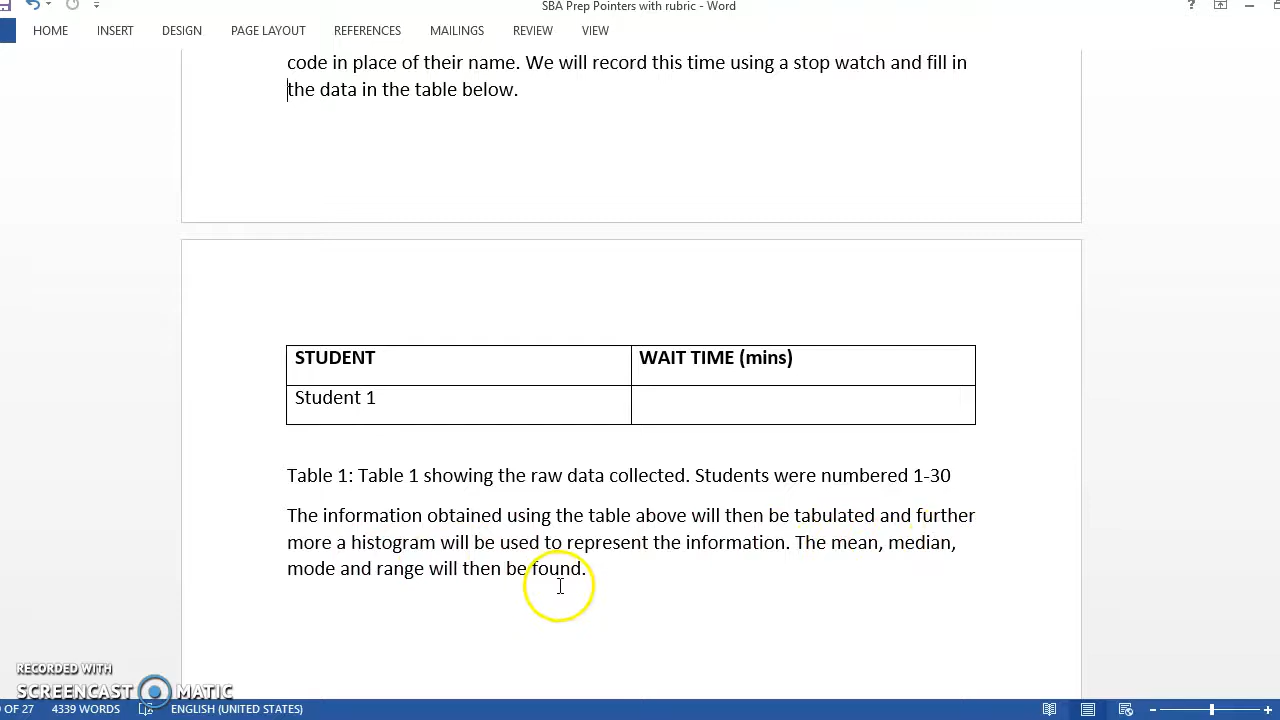 SBA Prep Pointers with rubric - Word
?
HOME INSERT DESIGN PAGE LAYOUT REFERENCES MAILINGS REVIEW VIEW
code in place of their name. We will record this time using a stop watch and fill in
the data in the table below.
STUDENT WAIT TIME (mins)
Student 1
Table 1: Table 1 showing the raw data collected. Students were numbered 1-30
The information obtained using the table above will then be tabulated and further
more a histogram will be used to represent the information. The mean, median,
mode and range will then be found.
RECORDED WITH
SCREENCAST MATIC
OF 27 4339 WORDS ENGLISH (UNITED STATES)